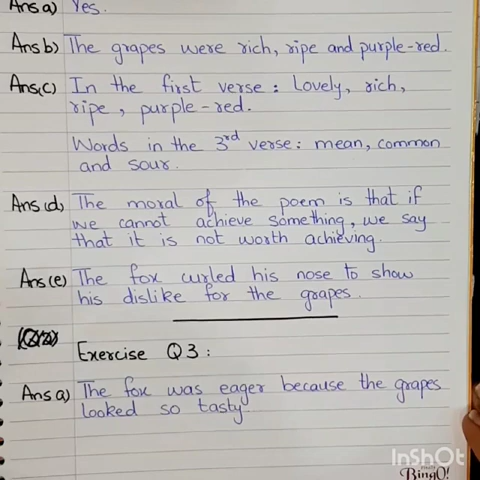 Ans a) Yes.
Ans b) The grapes were rich, ripe and purple-red.
Ans(c) In the first verse: Lovely, rich,
ripe, purple-red.
Words in the 3rd verse: mean, common
and sour.
Ans(d) The moral of the poem is that if
we cannot achieve something, we say
that it is not worth achieving.
Ans(e) The fox curled his nose to show
his dislike for the grapes.
Exercise Q3:
Ans a) The fox was eager because the grapes
looked so tasty
InShOt
BingO!